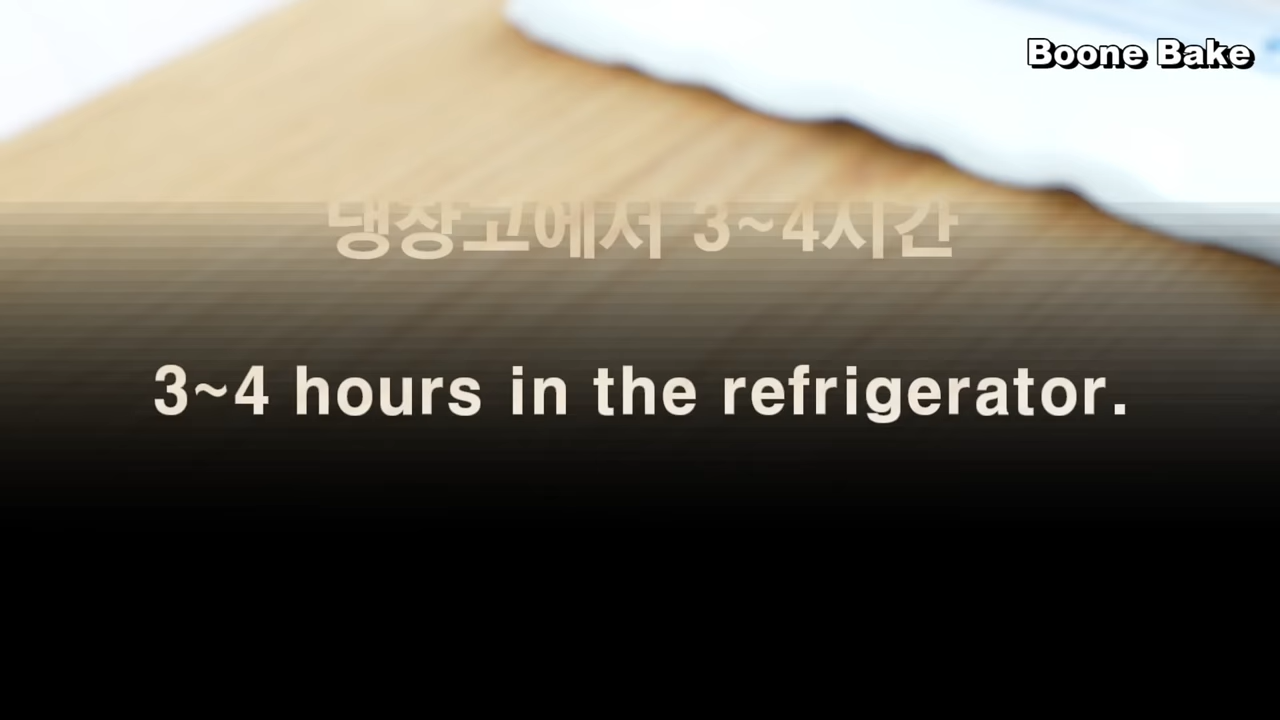 Boone Bake
냉장고에서 3~4시간
3~4 hours in the refrigerator.